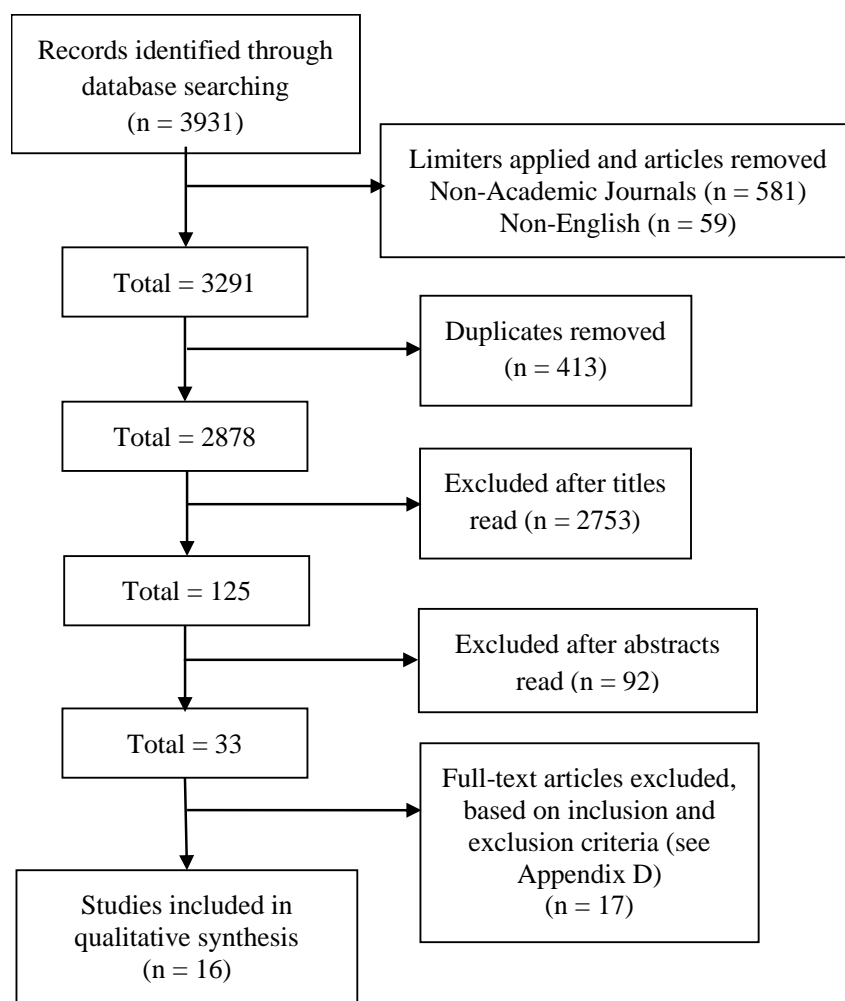 Records identified through
database searching
(n = 3931)
Limiters applied and articles removed
Non-Academic Journals (n = 581)
Non-English (n = 59)
Total = 3291
Duplicates removed
(n = 413)
Total = 2878
Excluded after titles
read (n = 2753)
Total = 125
Excluded after abstracts
read (n = 92)
Total = 33
Full-text articles excluded,
based on inclusion and
exclusion criteria (see
Appendix D)
(n = 17)
Studies included in
qualitative synthesis
(n = 16)